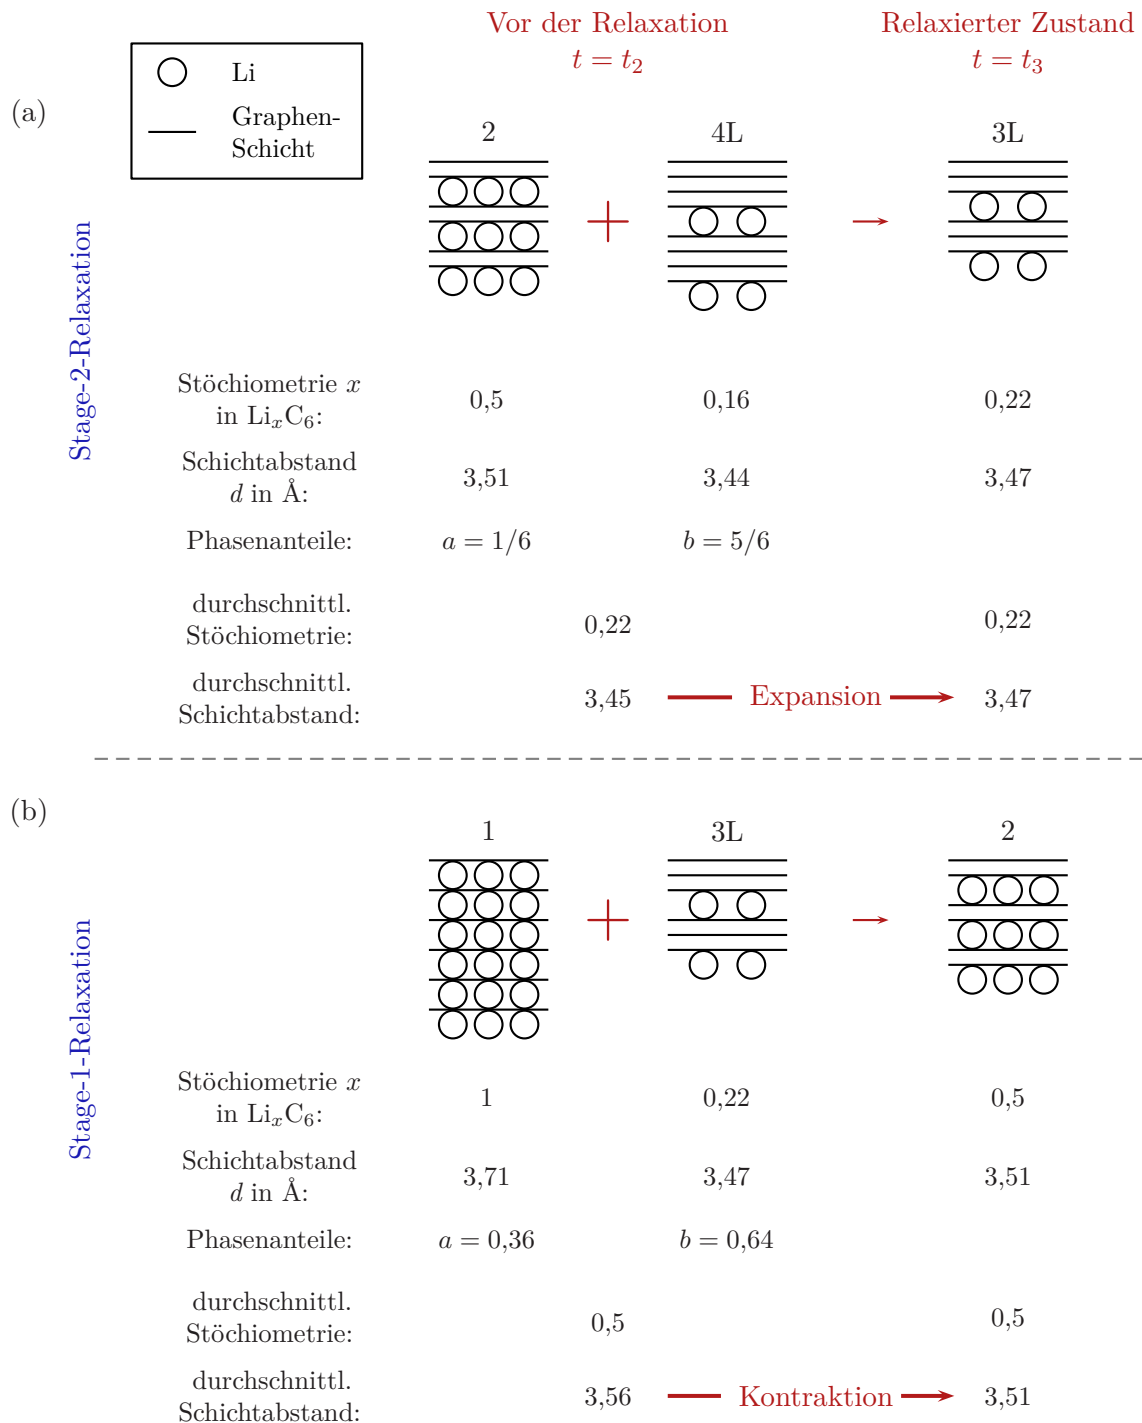 Vor der Relaxation
t = t₂
Relaxierter Zustand
t = t₃
Li
Graphen-
Schicht
(a)
Stage-2-Relaxation
2
4L
3L
Stöchiometrie x
in LiₓC₆:
0,5
0,16
0,22
Schichtabstand
d in Å:
3,51
3,44
3,47
Phasenanteile:
a = 1/6
b = 5/6
durchschnittl.
Stöchiometrie:
0,22
0,22
durchschnittl.
Schichtabstand:
3,45
Expansion
3,47
(b)
Stage-1-Relaxation
1
3L
2
Stöchiometrie x
in LiₓC₆:
1
0,22
0,5
Schichtabstand
d in Å:
3,71
3,47
3,51
Phasenanteile:
a = 0,36
b = 0,64
durchschnittl.
Stöchiometrie:
0,5
0,5
durchschnittl.
Schichtabstand:
3,56
Kontraktion
3,51